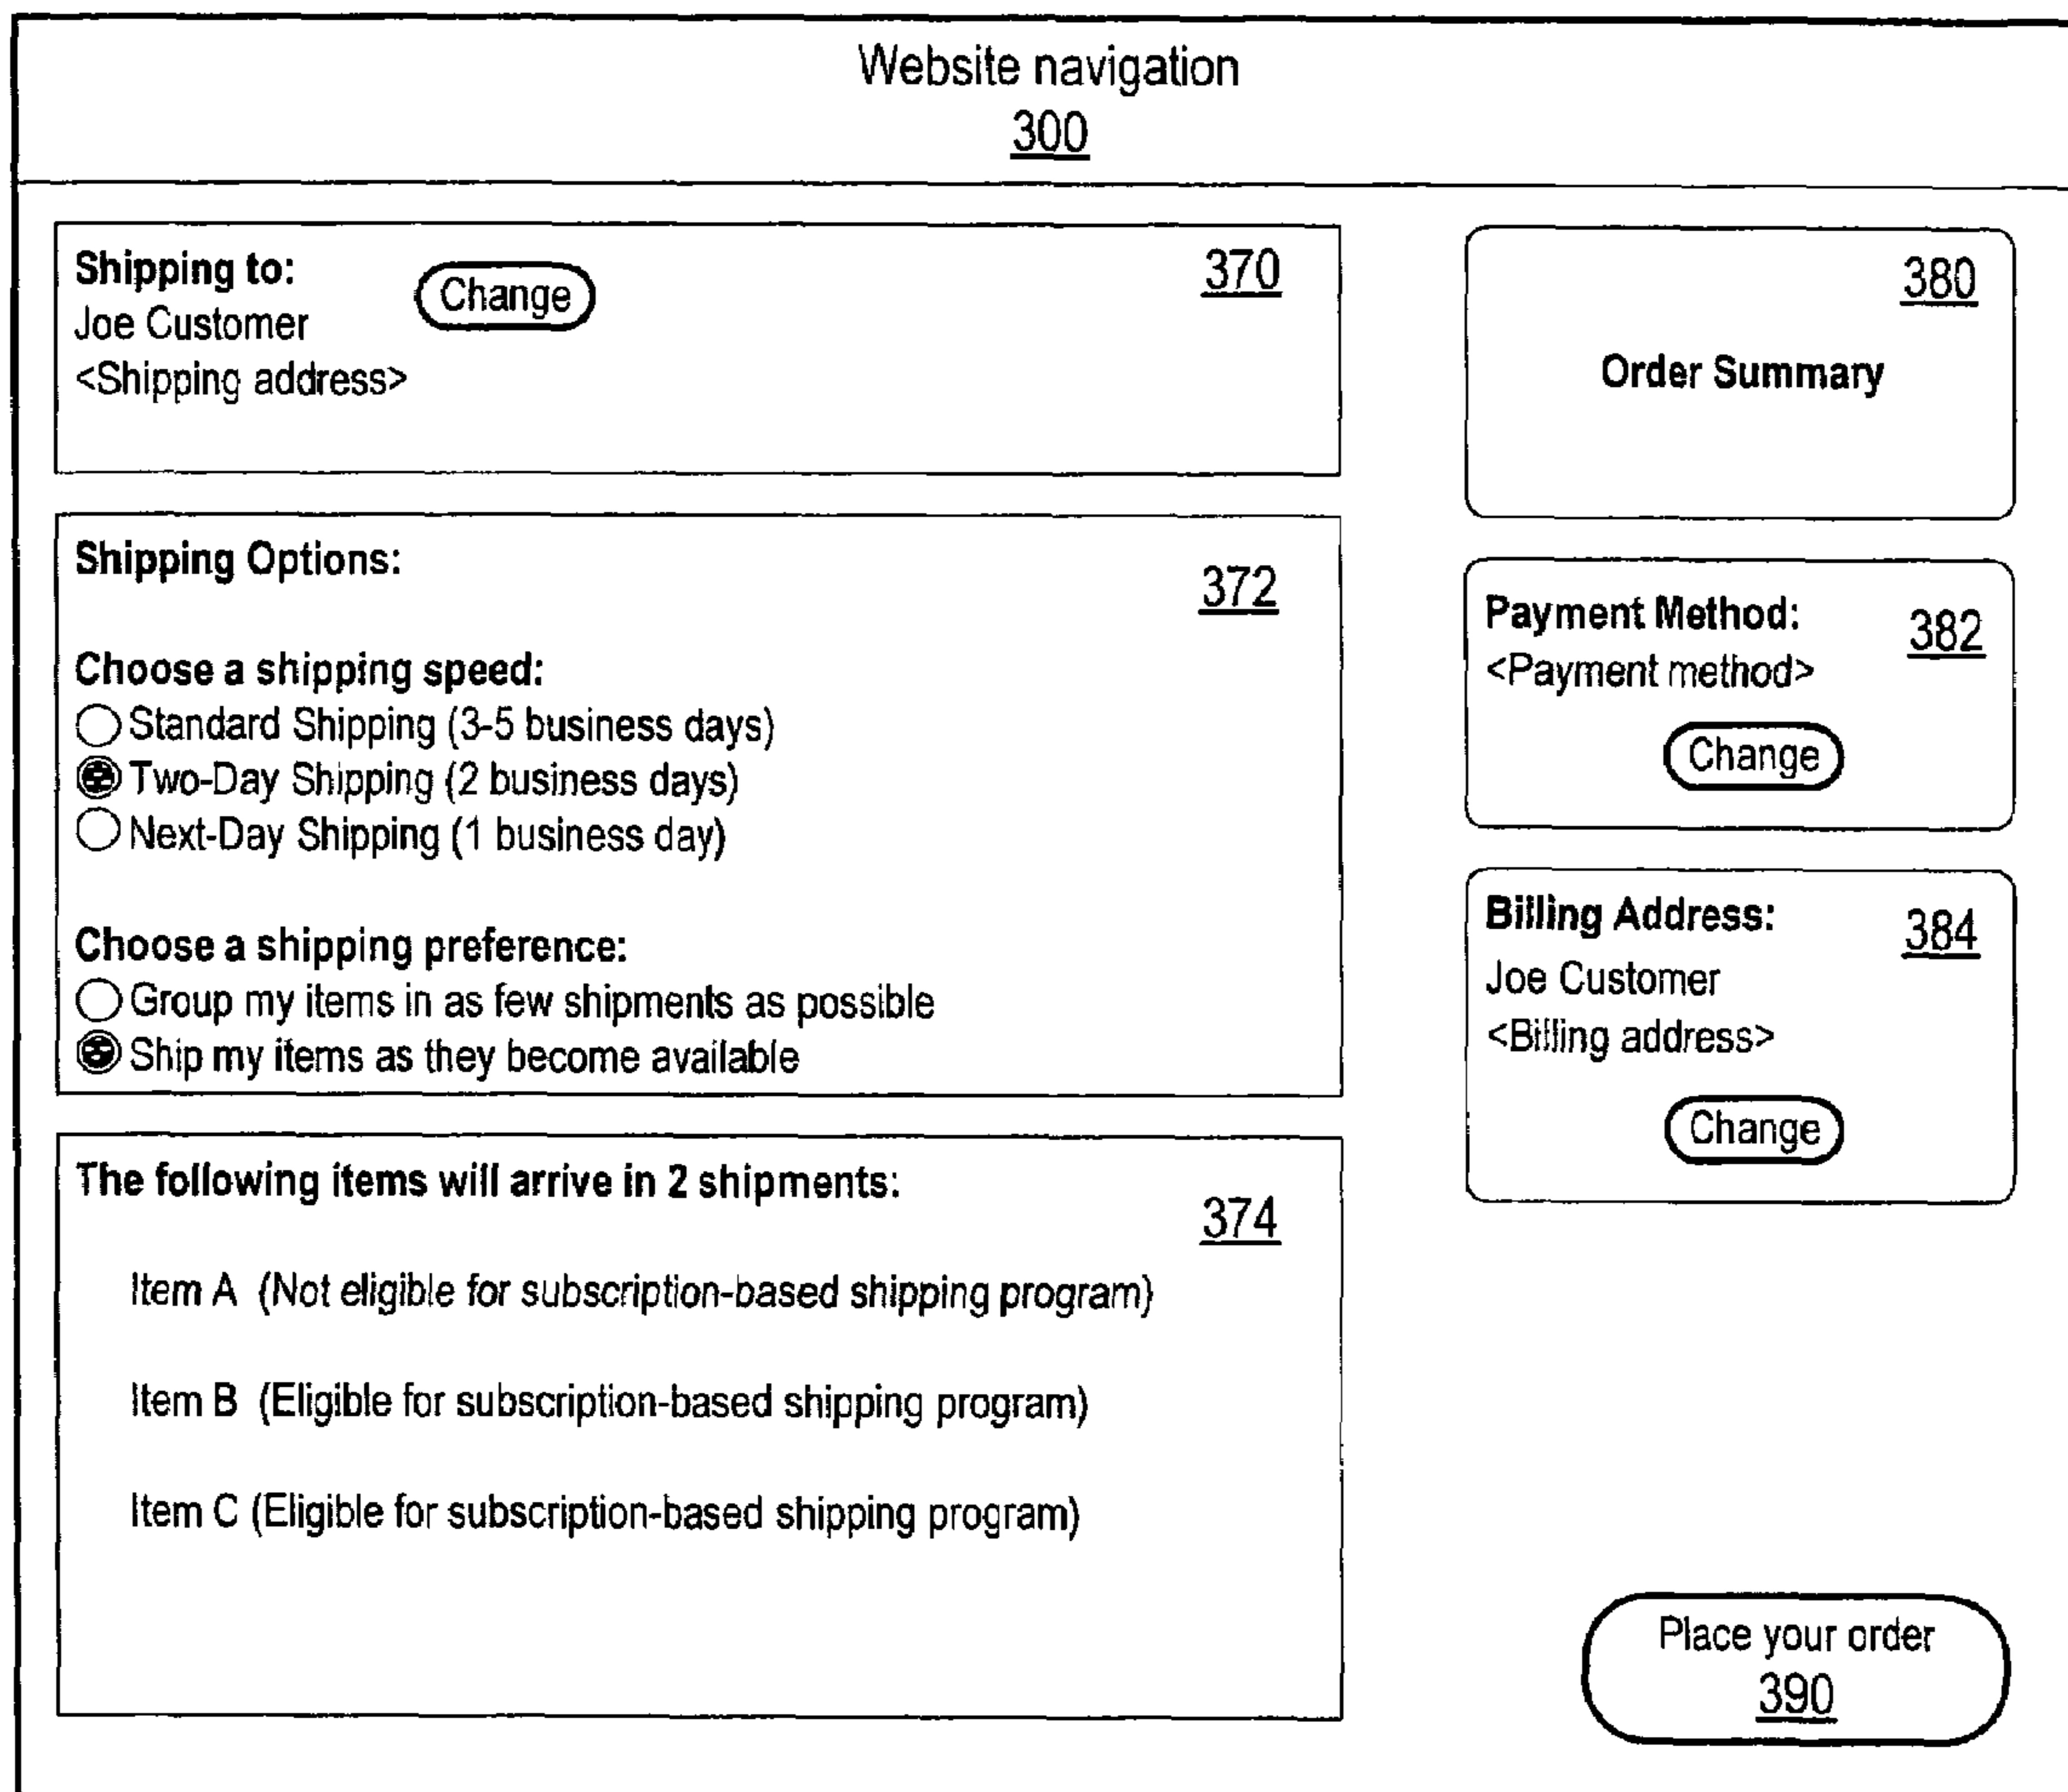 Website navigation
300
Shipping to:
Change
370
Joe Customer
<Shipping address>
Shipping Options:
372
Choose a shipping speed:
Standard Shipping (3-5 business days)
Two-Day Shipping (2 business days)
Next-Day Shipping (1 business day)
Choose a shipping preference:
Group my items in as few shipments as possible
Ship my items as they become available
The following items will arrive in 2 shipments:
374
Item A (Not eligible for subscription-based shipping program)
Item B (Eligible for subscription-based shipping program)
Item C (Eligible for subscription-based shipping program)
380
Order Summary
Payment Method:
382
<Payment method>
Change
Billing Address:
384
Joe Customer
<Billing address>
Change
Place your order
390